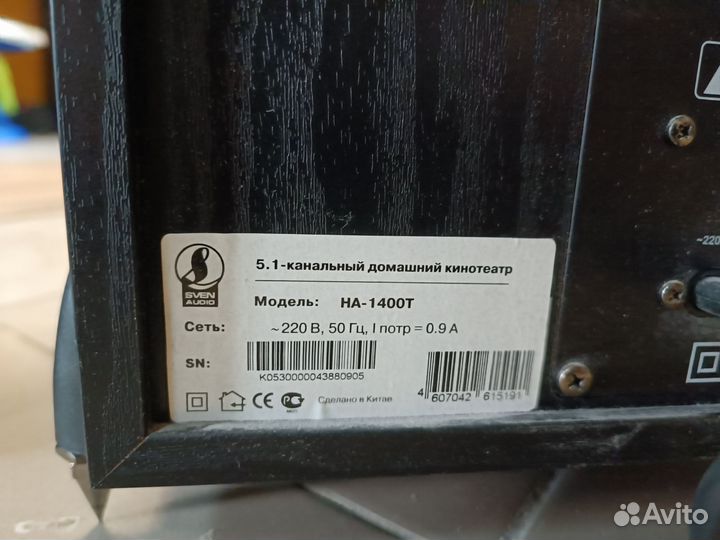 SVEN
AUDIO
5.1-канальный домашний кинотеатр
Модель: HA-1400T
Сеть: ~220 В, 50 Гц, I потр = 0.9 А
SN:
K0530000043880905
4 607042 615191
CE
Сделано в Китае
~220
Avito